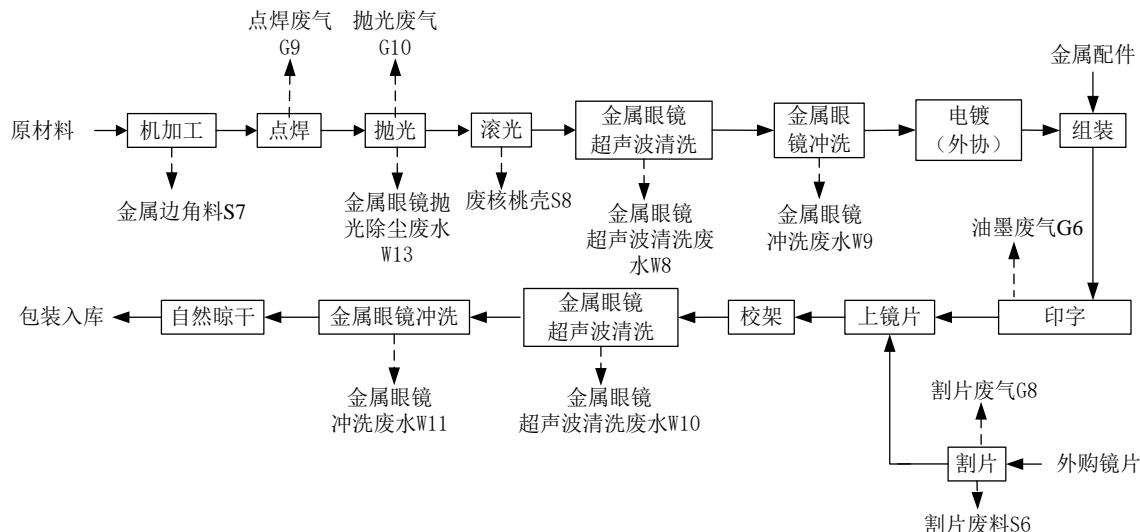 点焊废气
G9
抛光废气
G10
金属配件
原材料
机加工
点焊
抛光
滚光
金属眼镜
超声波清洗
金属眼
镜冲洗
电镀
（外协）
组装
金属边角料S7
金属眼镜抛
光除尘废水
W13
废核桃壳S8
金属眼镜
超声波清洗废
水W8
金属眼镜
冲洗废水W9
油墨废气G6
包装入库
自然晾干
金属眼镜冲洗
金属眼镜
超声波清洗
校架
上镜片
印字
金属眼镜
冲洗废水W11
金属眼镜
超声波清洗废水W10
割片废气G8
割片
外购镜片
割片废料S6